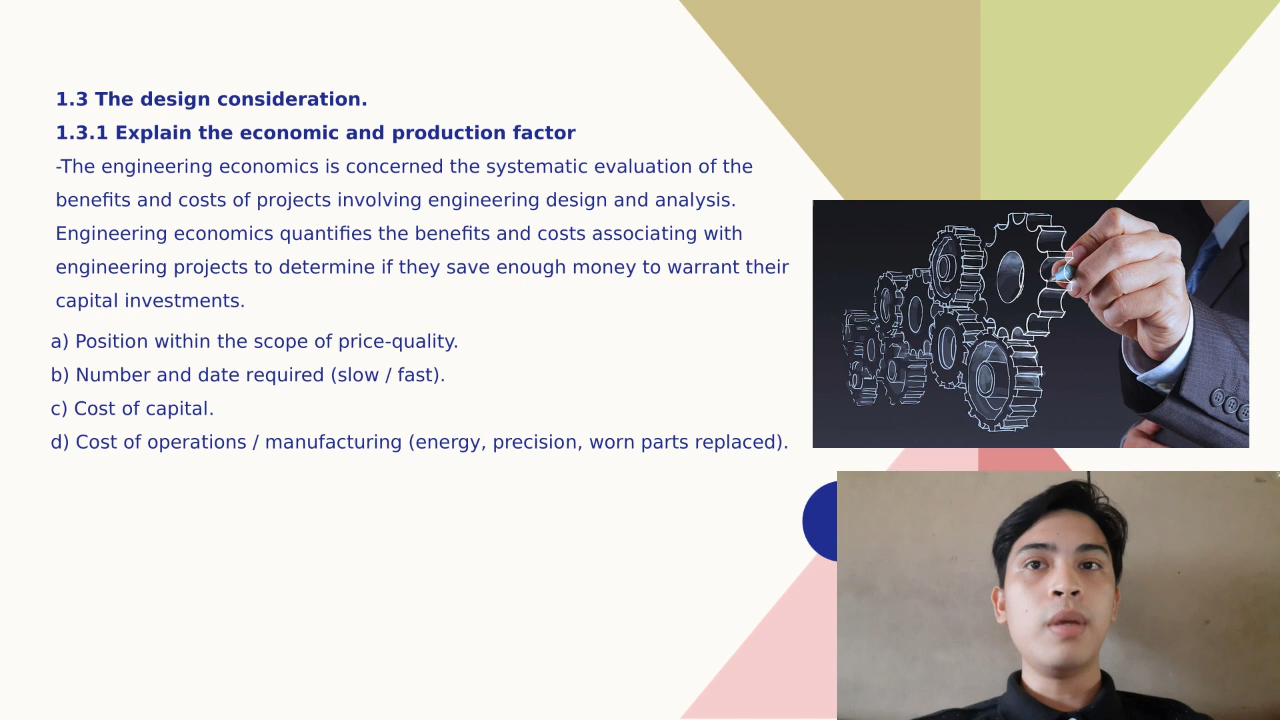 1.3 The design consideration.
1.3.1 Explain the economic and production factor
-The engineering economics is concerned the systematic evaluation of the
benefits and costs of projects involving engineering design and analysis.
Engineering economics quantifies the benefits and costs associating with
engineering projects to determine if they save enough money to warrant their
capital investments.
a) Position within the scope of price-quality.
b) Number and date required (slow / fast).
c) Cost of capital.
d) Cost of operations / manufacturing (energy, precision, worn parts replaced).